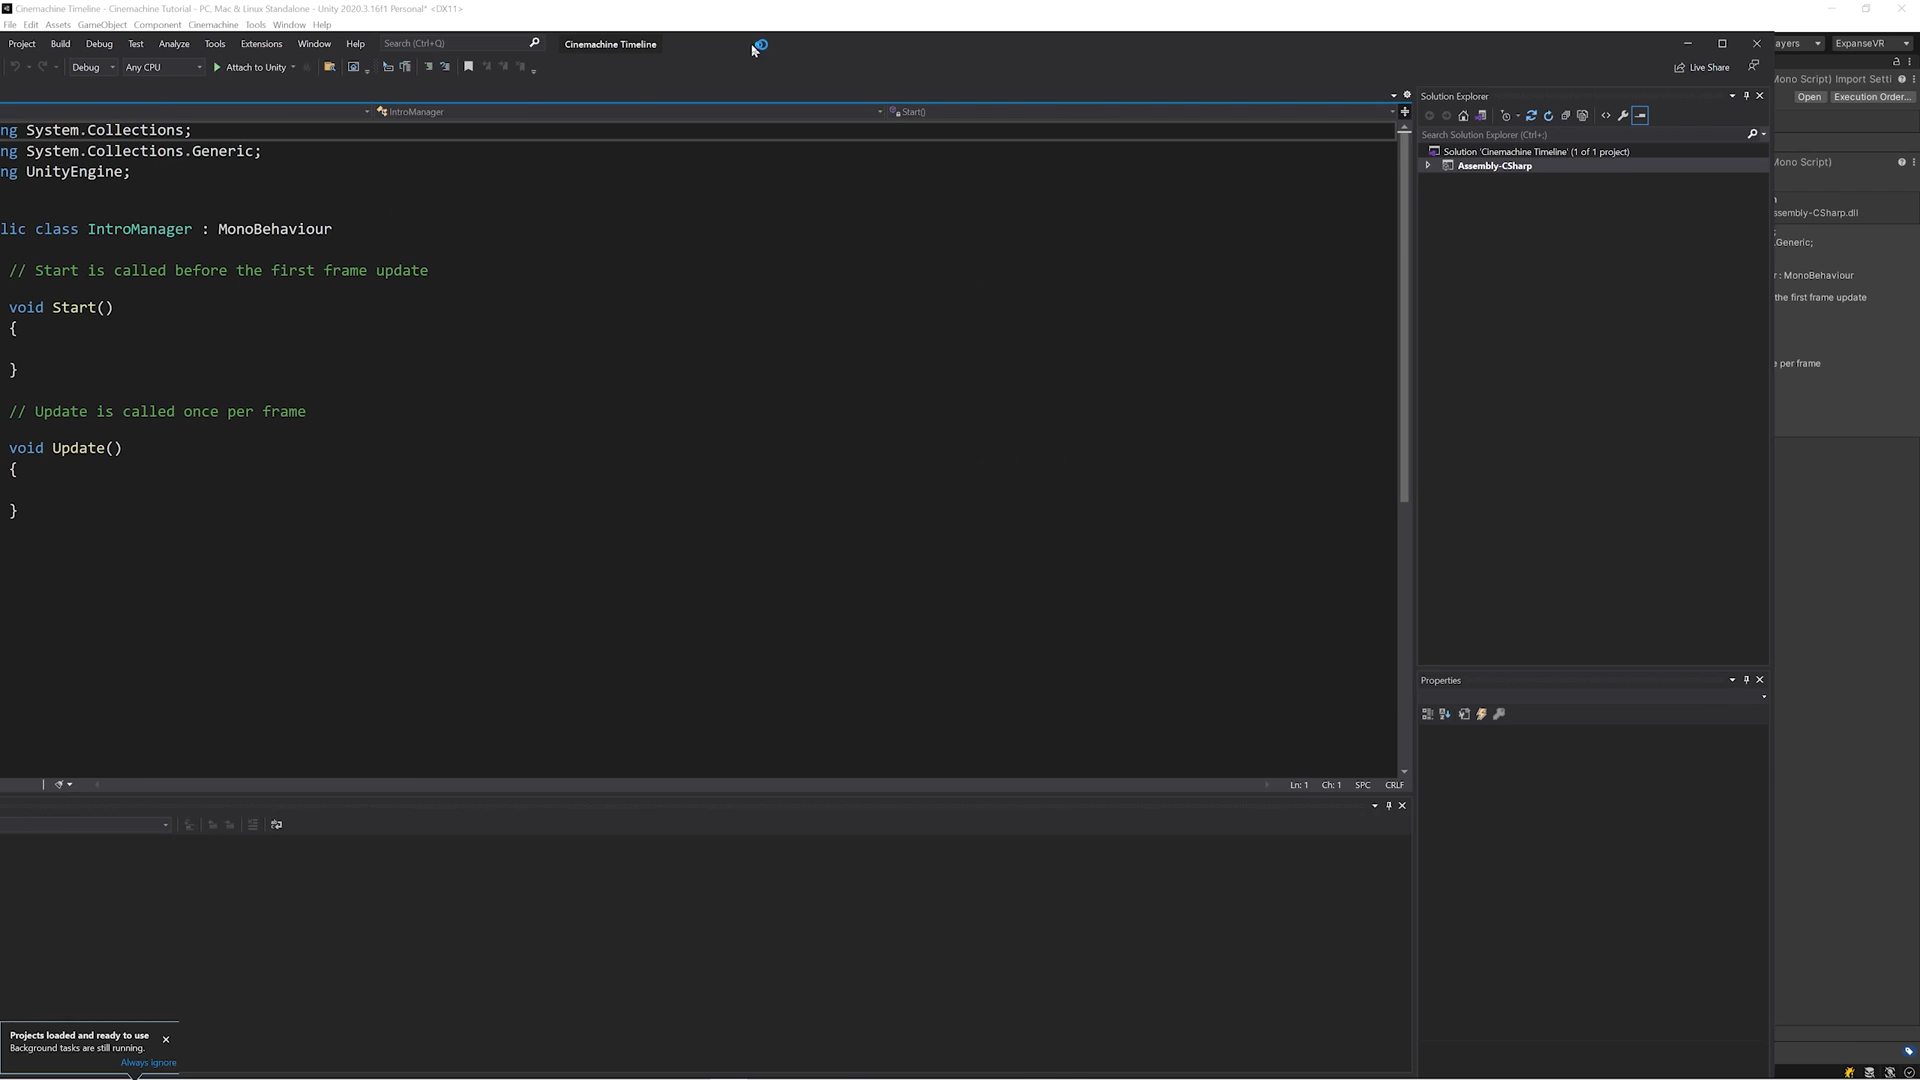 Cinemachine Timeline - Cinemachine Tutorial - PC, Mac & Linux Standalone - Unity 2020.3.16f1 Personal* <DX11>
File Edit Assets GameObject Component Cinemachine Tools Window Help
Project Build Debug Test Analyze Tools Extensions Window Help Search (Ctrl+Q) Cinemachine Timeline
ayers ExpanseVR
Debug Any CPU Attach to Unity Live Share
Mono Script) Import Setti
Open Execution Order...
Solution Explorer
IntroManager Start()
Search Solution Explorer (Ctrl+;)
Solution 'Cinemachine Timeline' (1 of 1 project)
Assembly-CSharp
Mono Script)
ssembly-CSharp.dll
;
.Generic;
r : MonoBehaviour
the first frame update
e per frame
ng System.Collections;
ng System.Collections.Generic;
ng UnityEngine;
lic class IntroManager : MonoBehaviour
// Start is called before the first frame update
void Start()
{
}
// Update is called once per frame
void Update()
{
}
Properties
Ln: 1 Ch: 1 SPC CRLF
Projects loaded and ready to use
Background tasks are still running.
Always ignore